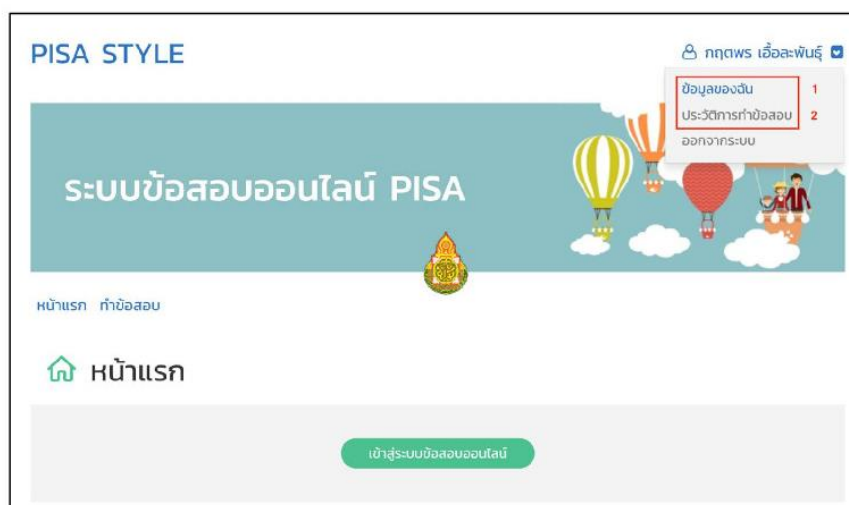 PISA STYLE
กฤตพร เอื้อละพันธุ์
ข้อมูลของฉัน 1
ประวัติการทำข้อสอบ 2
ออกจากระบบ
ระบบข้อสอบออนไลน์ PISA
หน้าแรก ทำข้อสอบ
หน้าแรก
เข้าสู่ระบบข้อสอบออนไลน์